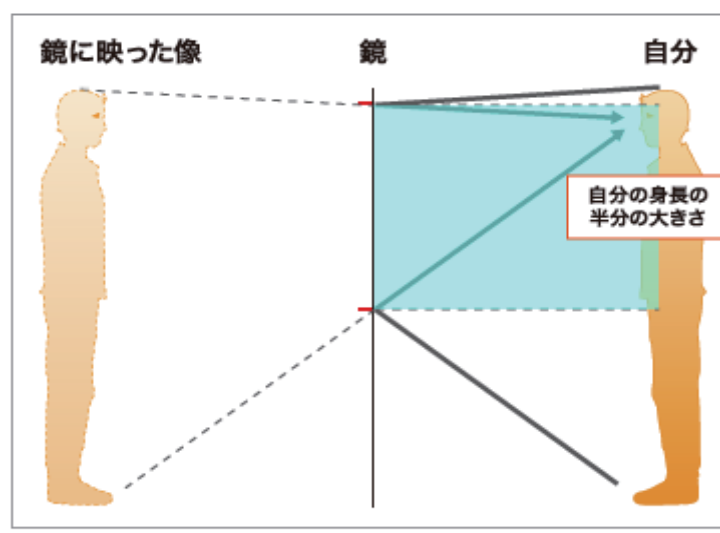 鏡に映った像
鏡
自分
自分の身長の
半分の大きさ